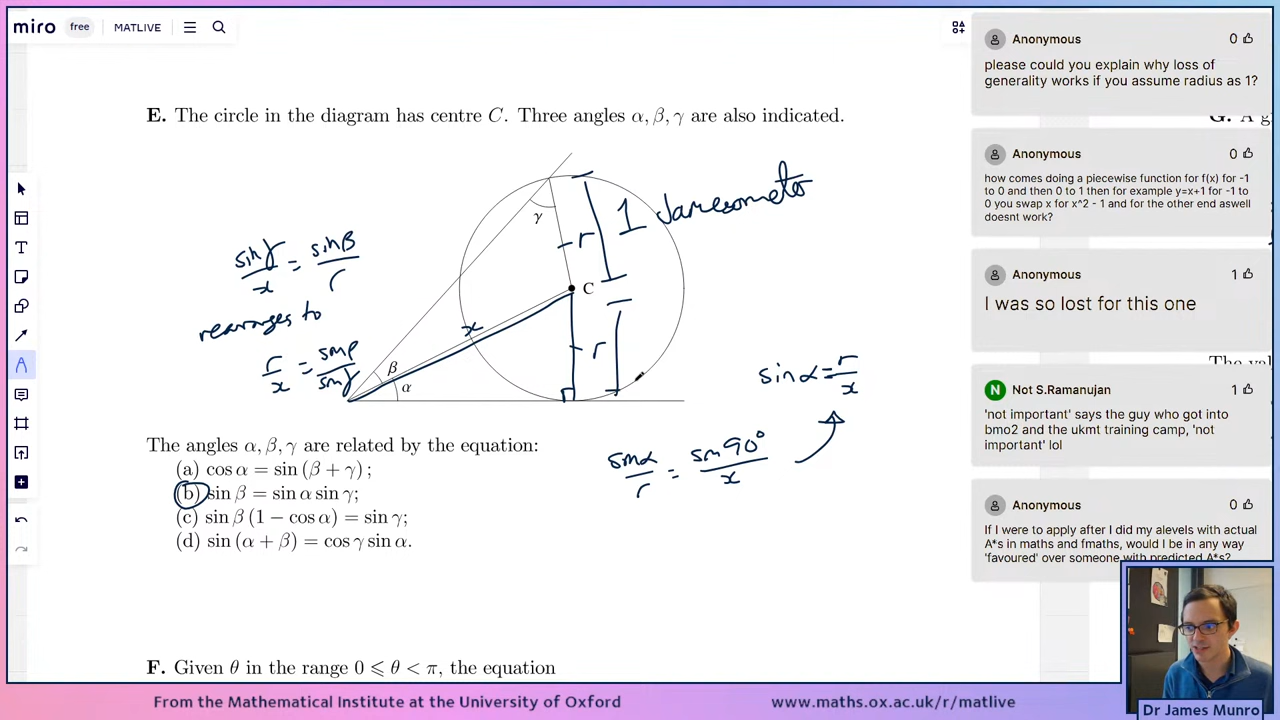 miro
free
MATLIVE
E. The circle in the diagram has centre C. Three angles α, β, γ are also indicated.
γ
r
1 Jamesometer
C
sinγ/x = sinβ/r
rearranges to
r/x = sinβ/sinγ
x
β
α
r
sinα = r/x
sinα/r = sin90°/x
The angles α, β, γ are related by the equation:
(a) cos α = sin (β + γ) ;
(b) sin β = sin α sin γ;
(c) sin β (1 − cos α) = sin γ;
(d) sin (α + β) = cos γ sin α.
F. Given θ in the range 0 ⩽ θ < π, the equation
Anonymous 0
please could you explain why loss of
generality works if you assume radius as 1?
G. A g
Anonymous 0
how comes doing a piecewise function for f(x) for -1
to 0 and then 0 to 1 then for example y=x+1 for -1 to
0 you swap x for x^2 - 1 and for the other end aswell
doesnt work?
Anonymous 1
I was so lost for this one
N
Not S.Ramanujan 1
'not important' says the guy who got into
bmo2 and the ukmt training camp, 'not
important' lol
Anonymous 0
If I were to apply after I did my alevels with actual
A*s in maths and fmaths, would I be in any way
'favoured' over someone with predicted A*s?
From the Mathematical Institute at the University of Oxford
www.maths.ox.ac.uk/r/matlive
Dr James Munro